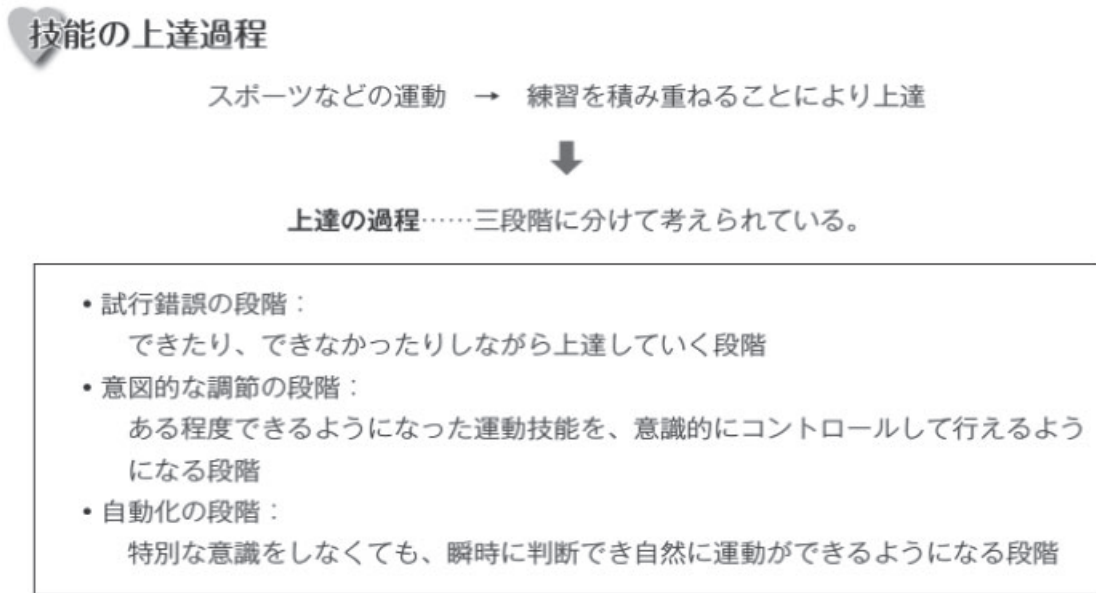 技能の上達過程
スポーツなどの運動 → 練習を積み重ねることにより上達
上達の過程……三段階に分けて考えられている。
• 試行錯誤の段階：
できたり、できなかったりしながら上達していく段階
• 意図的な調節の段階：
ある程度できるようになった運動技能を、意識的にコントロールして行えるよう
になる段階
• 自動化の段階：
特別な意識をしなくても、瞬時に判断でき自然に運動ができるようになる段階